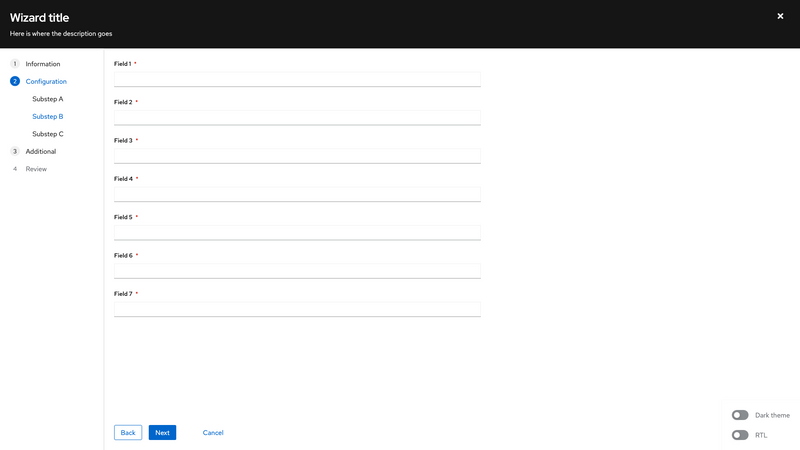 Wizard title
Here is where the description goes
1 Information
2 Configuration
Substep A
Substep B
Substep C
3 Additional
4 Review
Field 1 *
Field 2 *
Field 3 *
Field 4 *
Field 5 *
Field 6 *
Field 7 *
Back Next Cancel
Dark theme
RTL